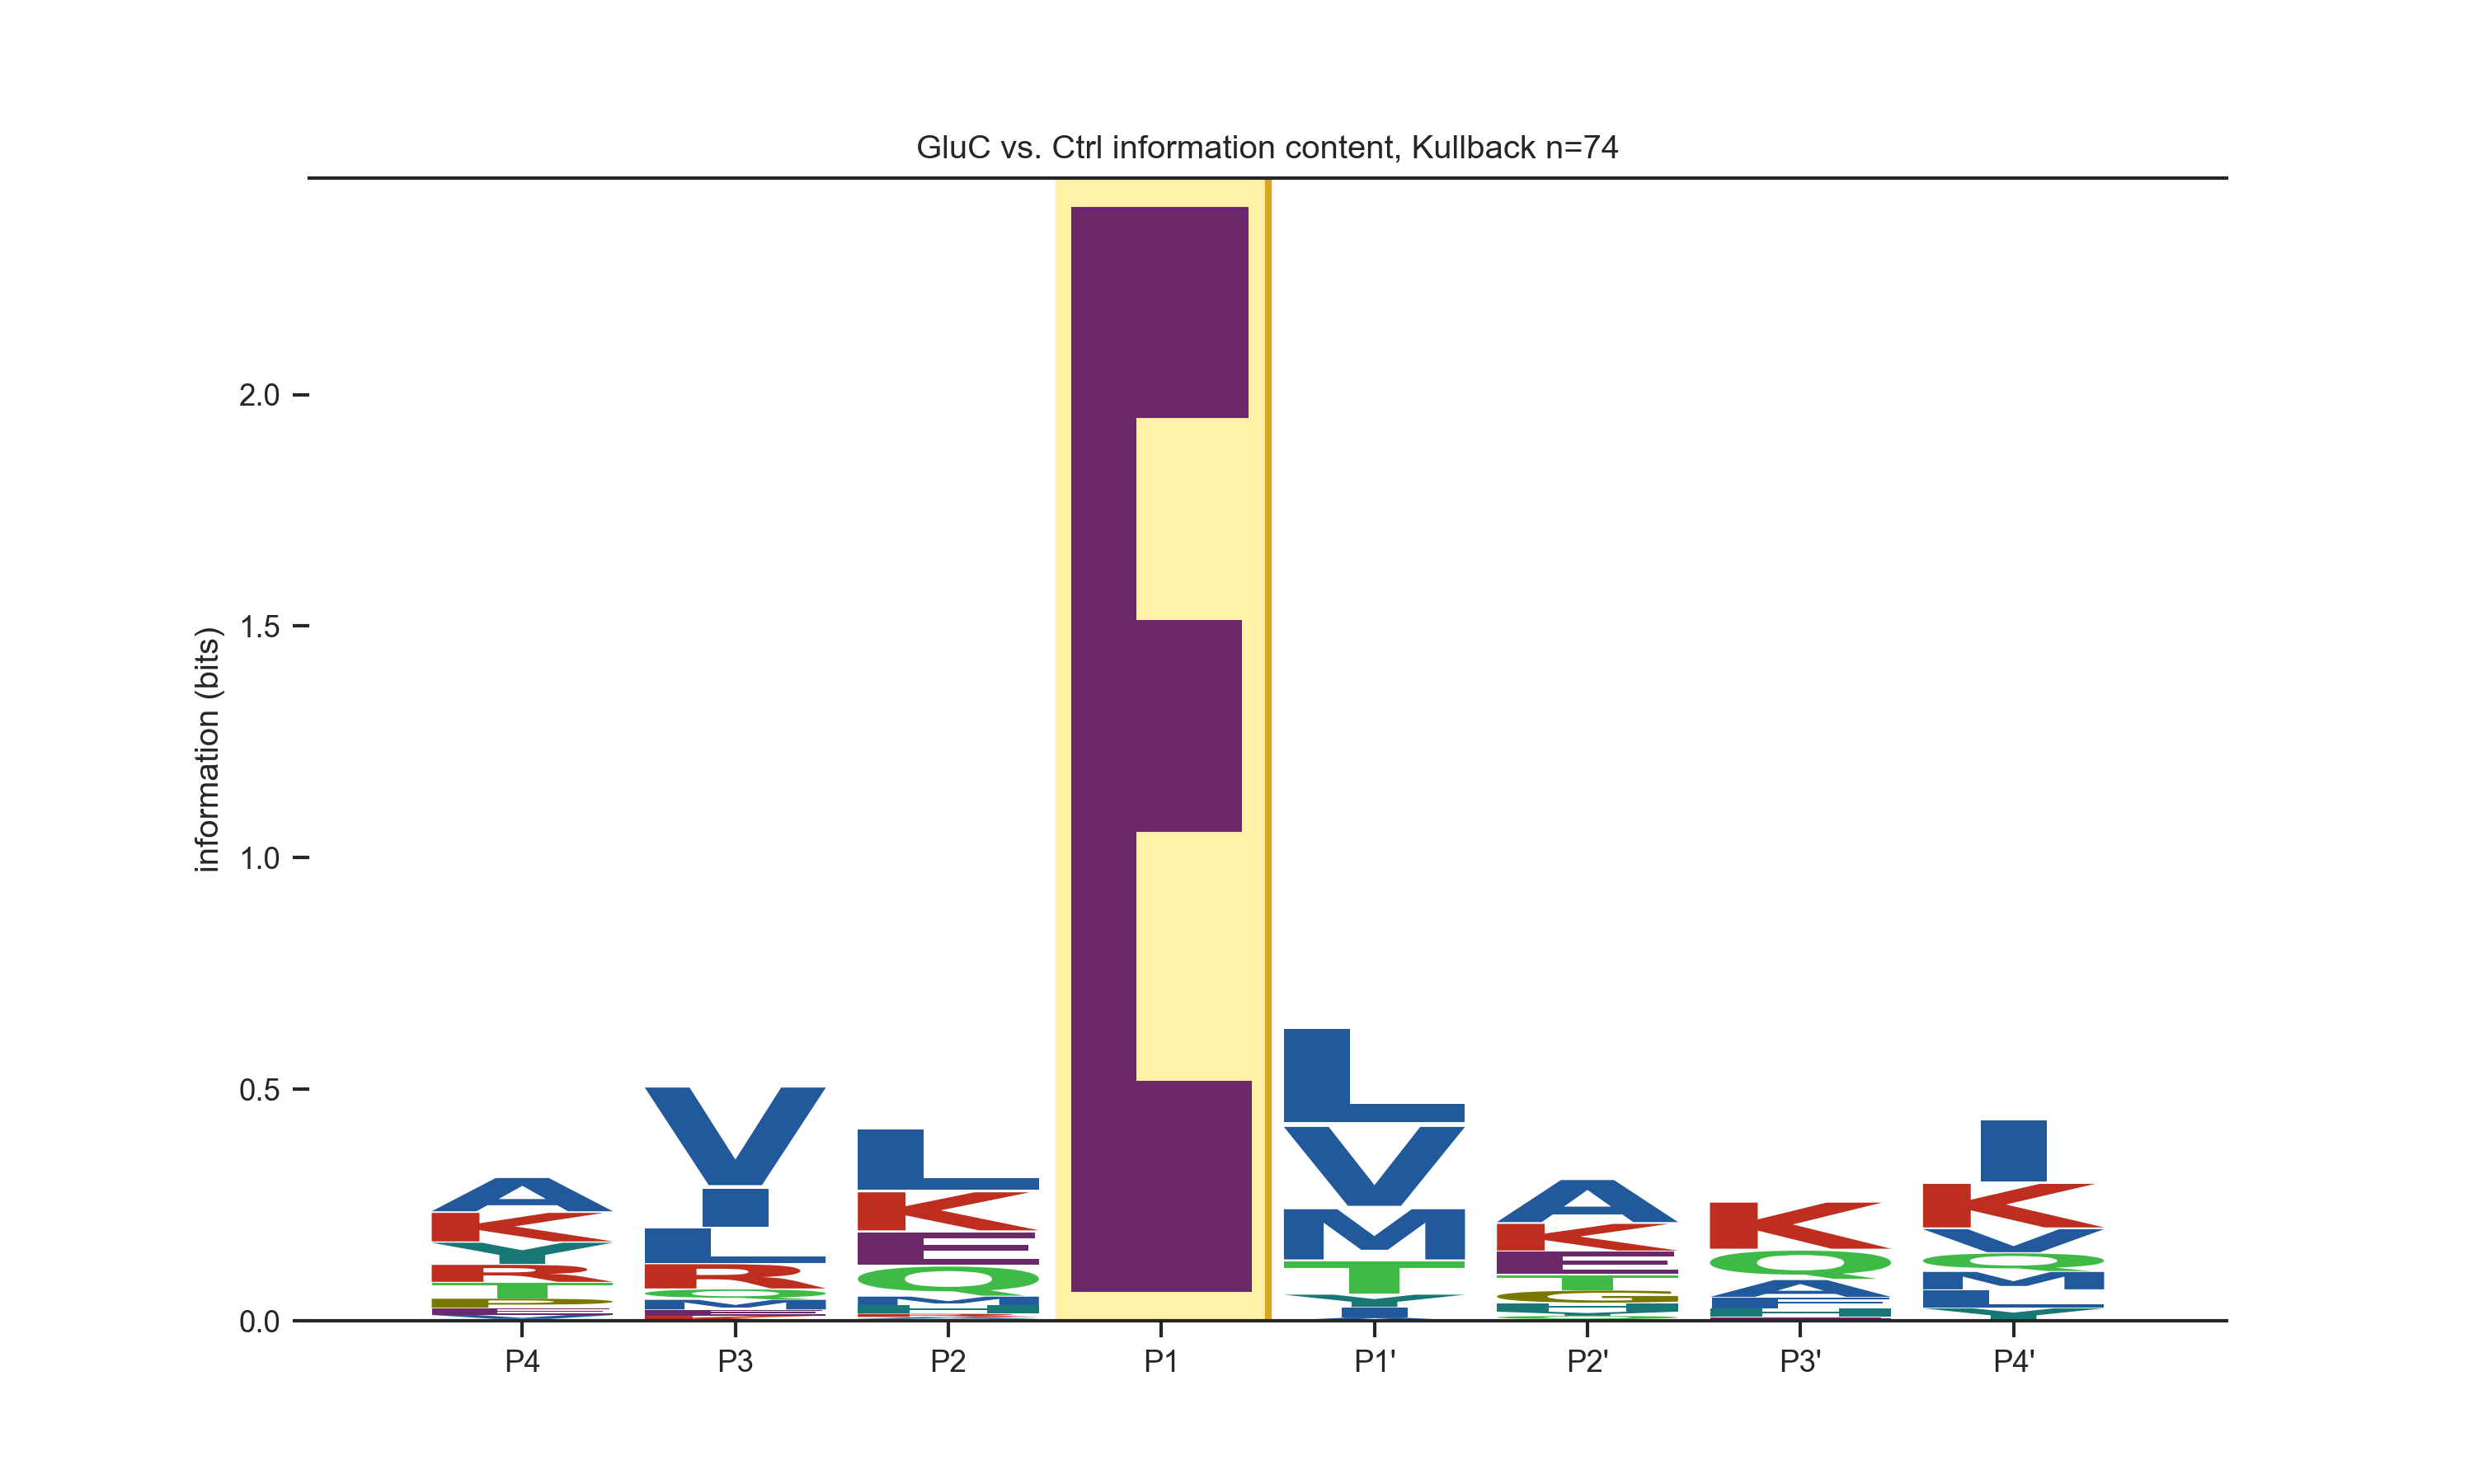 GluC vs. Ctrl information content, Kullback n=74
information (bits)
2.0
1.5
1.0
0.5
0.0
A
K
Y
R
T
V
I
L
R
Q
M
L
K
E
Q
M
E
L
V
M
T
Y
I
A
K
E
T
G
K
Q
A
I
K
V
Q
M
L
Y
P4 P3 P2 P1 P1' P2' P3' P4'